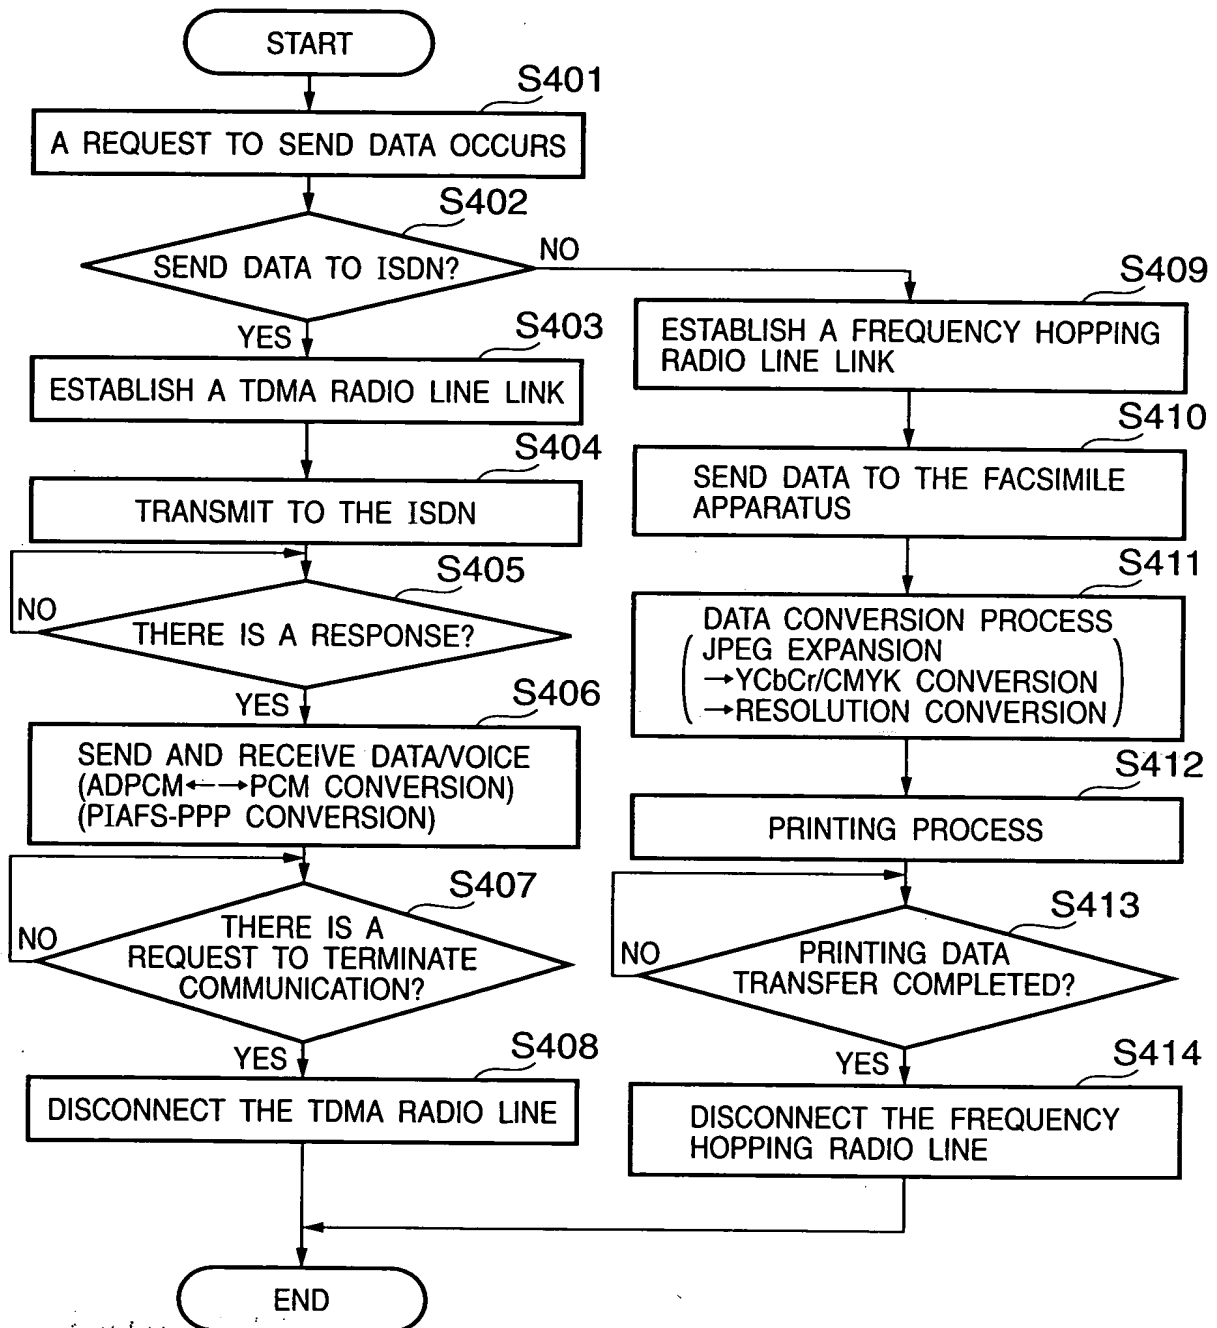 START
S401
A REQUEST TO SEND DATA OCCURS
S402
SEND DATA TO ISDN?
NO
YES
S403
ESTABLISH A TDMA RADIO LINE LINK
S404
TRANSMIT TO THE ISDN
S405
NO
THERE IS A RESPONSE?
YES
S406
SEND AND RECEIVE DATA/VOICE
(ADPCM←→PCM CONVERSION)
(PIAFS-PPP CONVERSION)
S407
NO
THERE IS A
REQUEST TO TERMINATE
COMMUNICATION?
YES
S408
DISCONNECT THE TDMA RADIO LINE
S409
ESTABLISH A FREQUENCY HOPPING
RADIO LINE LINK
S410
SEND DATA TO THE FACSIMILE
APPARATUS
S411
DATA CONVERSION PROCESS
(JPEG EXPANSION
→YCbCr/CMYK CONVERSION
→RESOLUTION CONVERSION)
S412
PRINTING PROCESS
S413
NO
PRINTING DATA
TRANSFER COMPLETED?
YES
S414
DISCONNECT THE FREQUENCY
HOPPING RADIO LINE
END